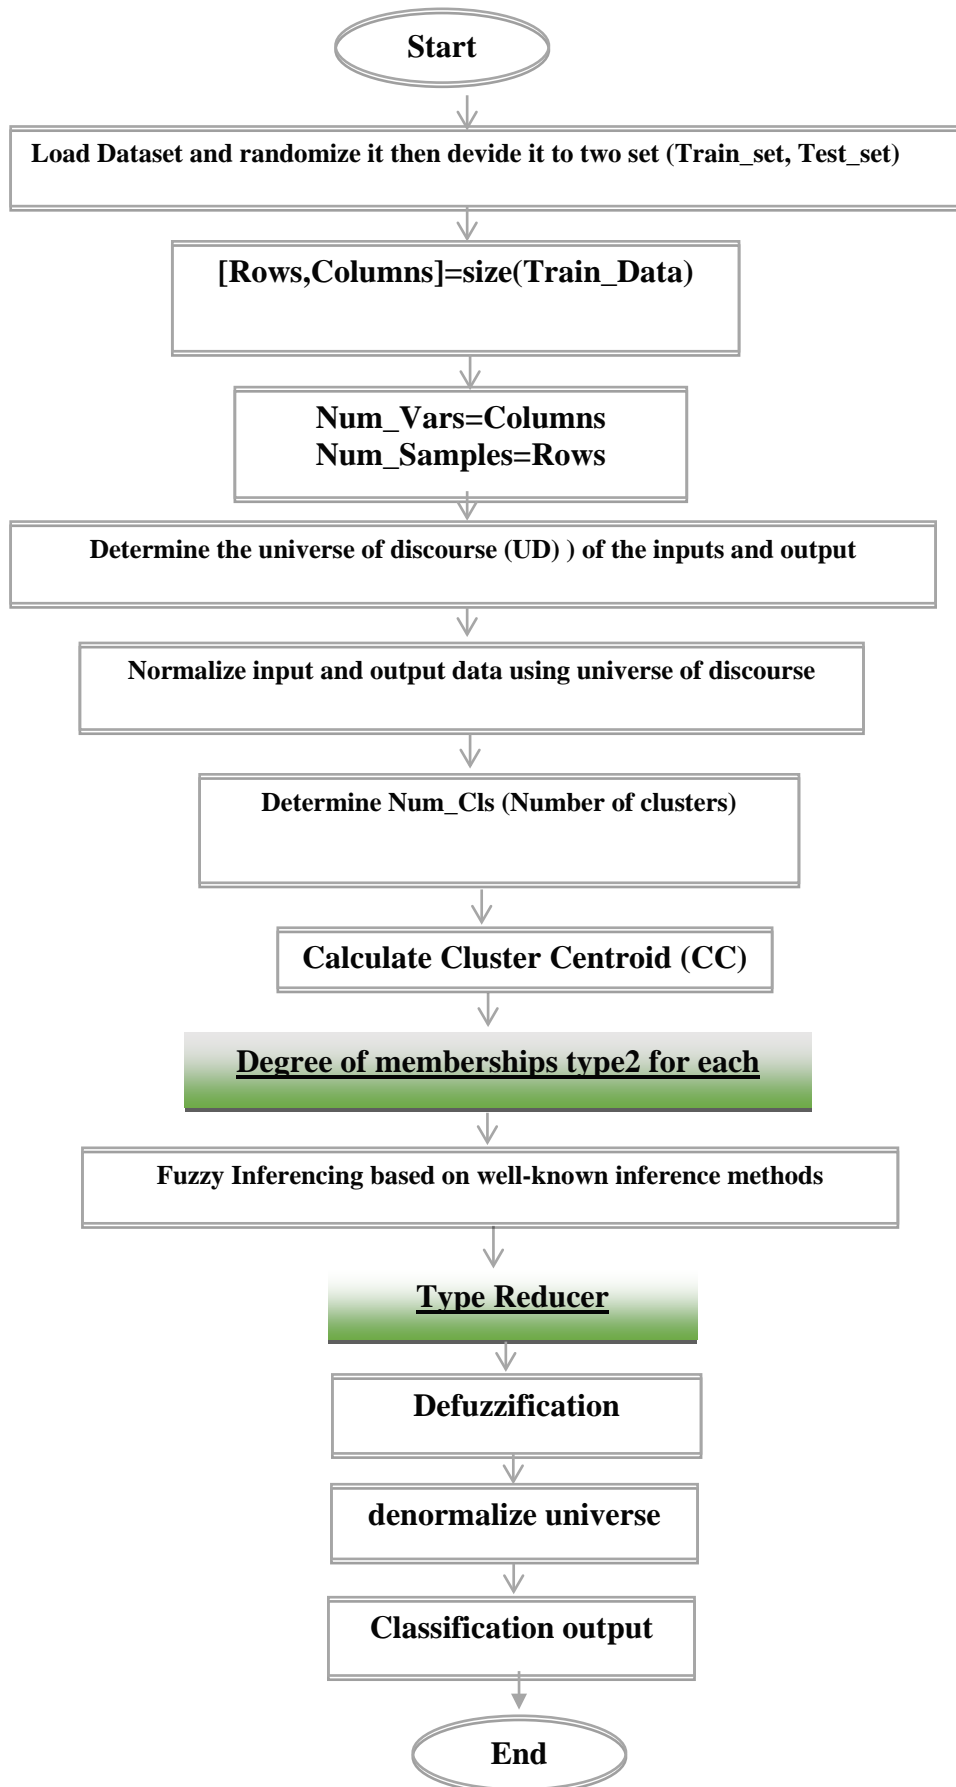 Start
Load Dataset and randomize it then devide it to two set (Train_set, Test_set)
[Rows,Columns]=size(Train_Data)
Num_Vars=Columns
Num_Samples=Rows
Determine the universe of discourse (UD) ) of the inputs and output
Normalize input and output data using universe of discourse
Determine Num_Cls (Number of clusters)
Calculate Cluster Centroid (CC)
Degree of memberships type2 for each
Fuzzy Inferencing based on well-known inference methods
Type Reducer
Defuzzification
denormalize universe
Classification output
End